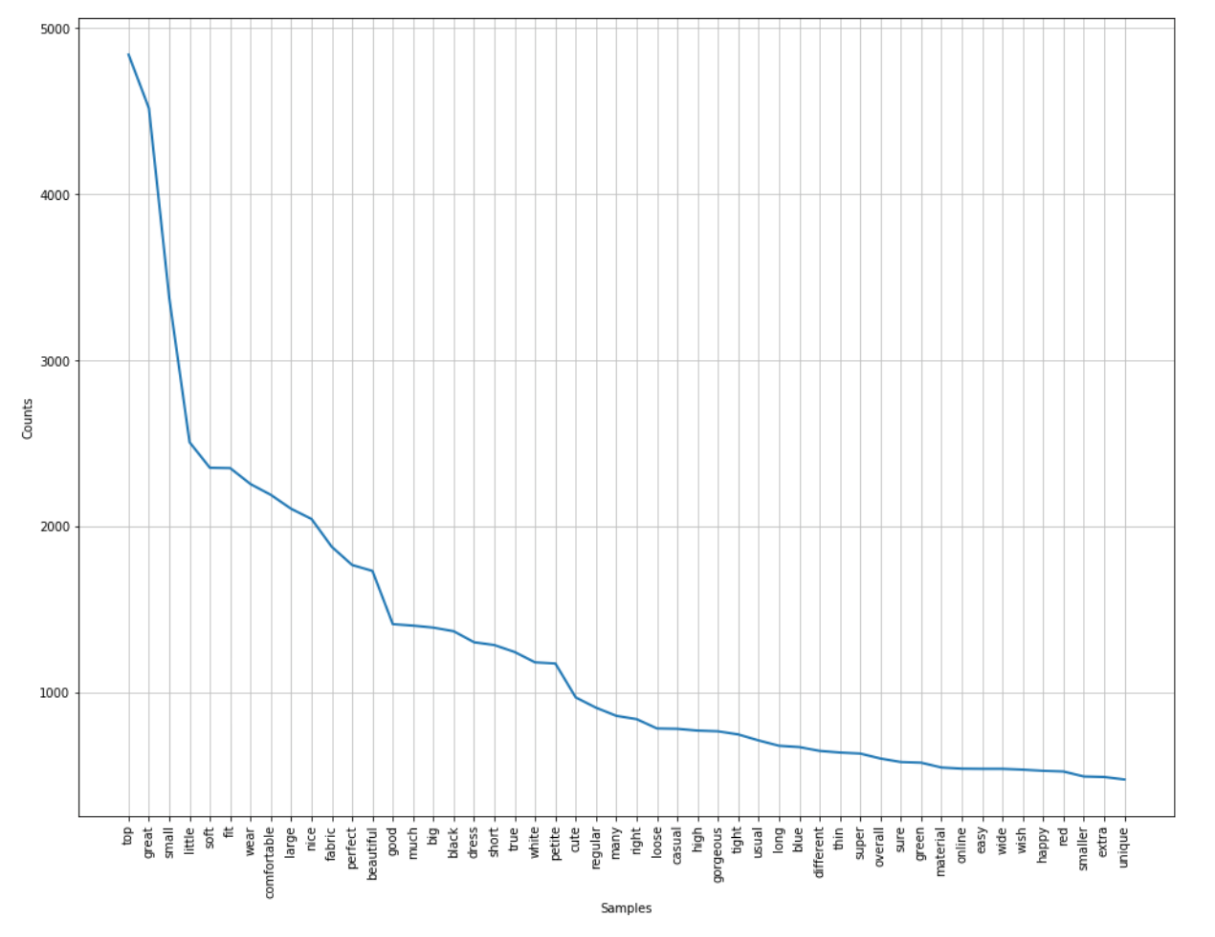 5000
4000
3000
2000
1000
Counts
top
great
small
little
soft
fit
wear
comfortable
large
nice
fabric
perfect
beautiful
good
much
big
black
dress
short
true
white
petite
cute
regular
many
right
loose
casual
high
gorgeous
tight
usual
long
blue
different
thin
super
overall
sure
green
material
online
easy
wide
wish
happy
red
smaller
extra
unique
Samples